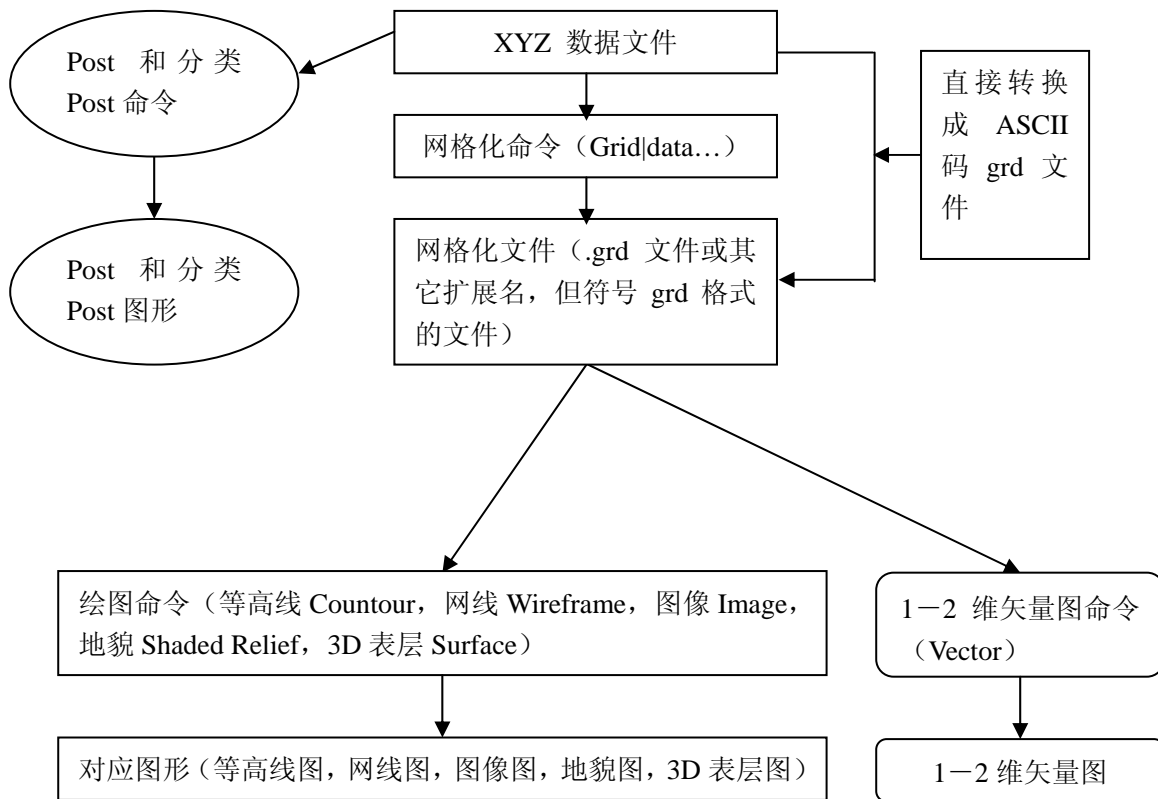 XYZ 数据文件
Post 和分类
Post 命令
直接转换
成 ASCII
码 grd 文
件
网格化命令（Grid|data…）
网格化文件（.grd 文件或其
它扩展名，但符号 grd 格式
的文件）
Post 和分类
Post 图形
绘图命令（等高线 Countour，网线 Wireframe，图像 Image，
地貌 Shaded Relief，3D 表层 Surface）
1－2 维矢量图命令
（Vector）
对应图形（等高线图，网线图，图像图，地貌图，3D 表层图）
1－2 维矢量图